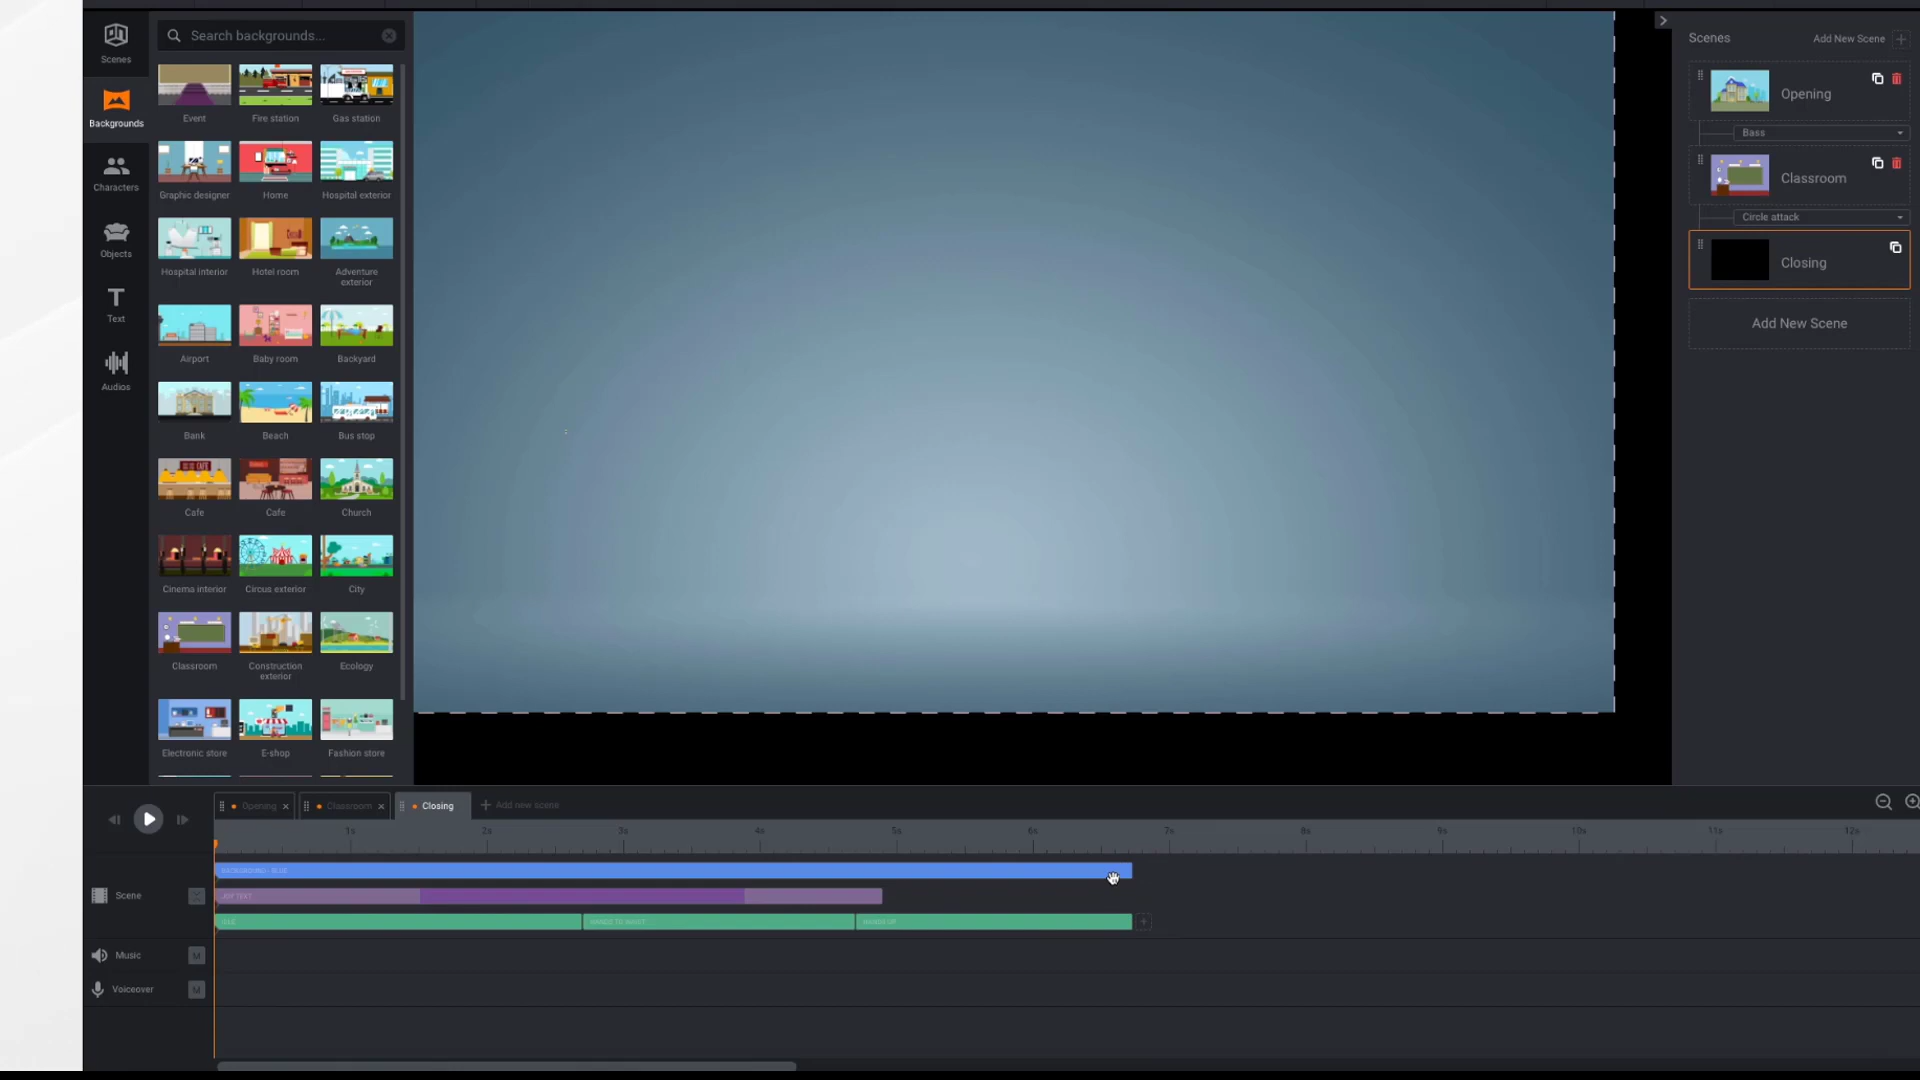 Scenes
Backgrounds
Characters
Objects
Text
Audios
Search backgrounds...
Event
Fire station
Gas station
Graphic designer
Home
Hospital exterior
Hospital interior
Hotel room
Adventure
exterior
Airport
Baby room
Backyard
Bank
Beach
Bus stop
Cafe
Cafe
Church
Cinema interior
Circus exterior
City
Classroom
Construction
exterior
Ecology
Electronic store
E-shop
Fashion store
Scenes
Add New Scene
Opening
Bass
Classroom
Circle attack
Closing
Add New Scene
Opening
Classroom
Closing
Add new scene
1s
2s
3s
4s
5s
6s
7s
8s
9s
10s
11s
12s
BACKGROUND - BLUE
Scene
IDLE
HANDS UP
Music
M
Voiceover
M